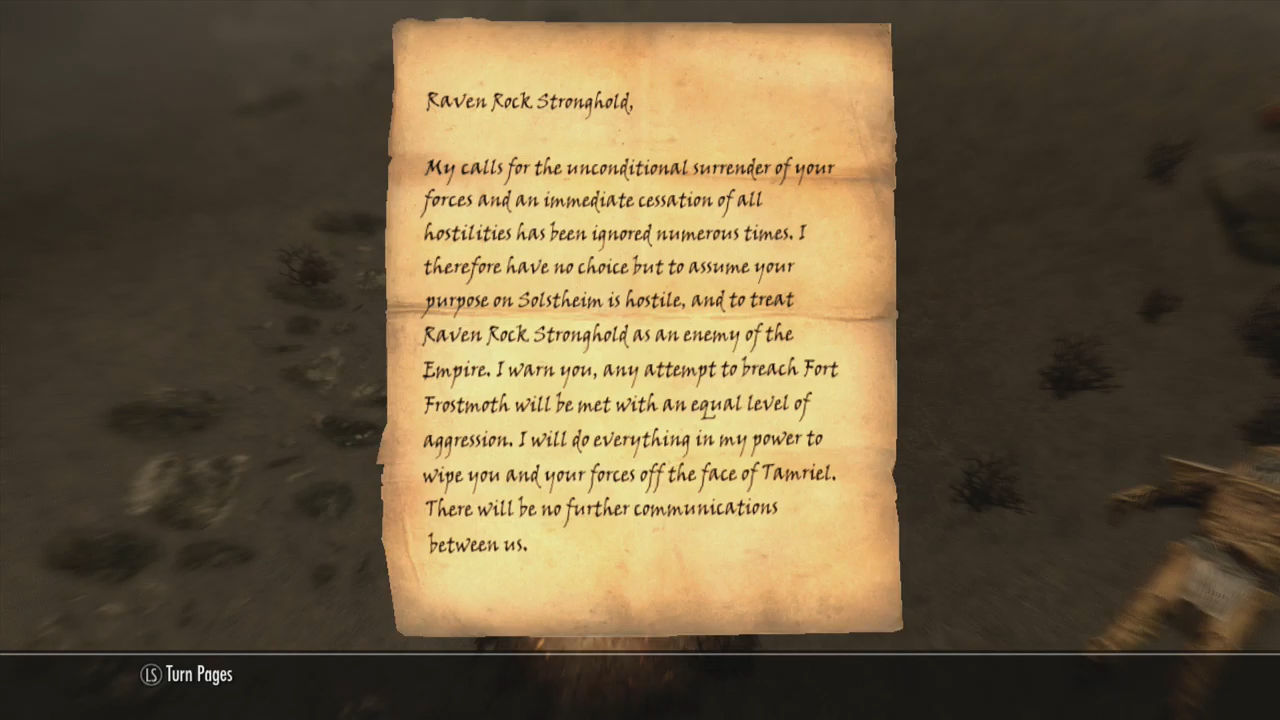 Raven Rock Stronghold,
My calls for the unconditional surrender of your
forces and an immediate cessation of all
hostilities has been ignored numerous times. I
therefore have no choice but to assume your
purpose on Solstheim is hostile, and to treat
Raven Rock Stronghold as an enemy of the
Empire. I warn you, any attempt to breach Fort
Frostmoth will be met with an equal level of
aggression. I will do everything in my power to
wipe you and your forces off the face of Tamriel.
There will be no further communications
between us.
LS Turn Pages